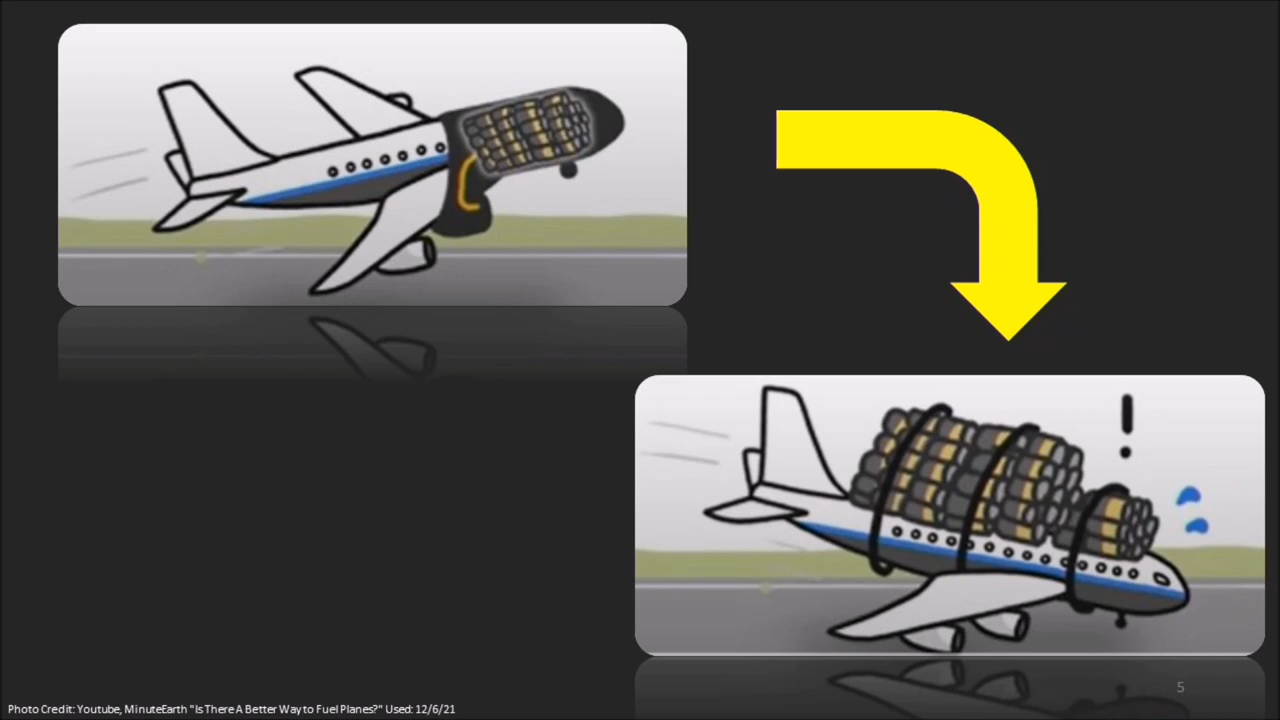 !
5
Photo Credit: Youtube, MinuteEarth "Is There A Better Way to Fuel Planes?" Used: 12/6/21